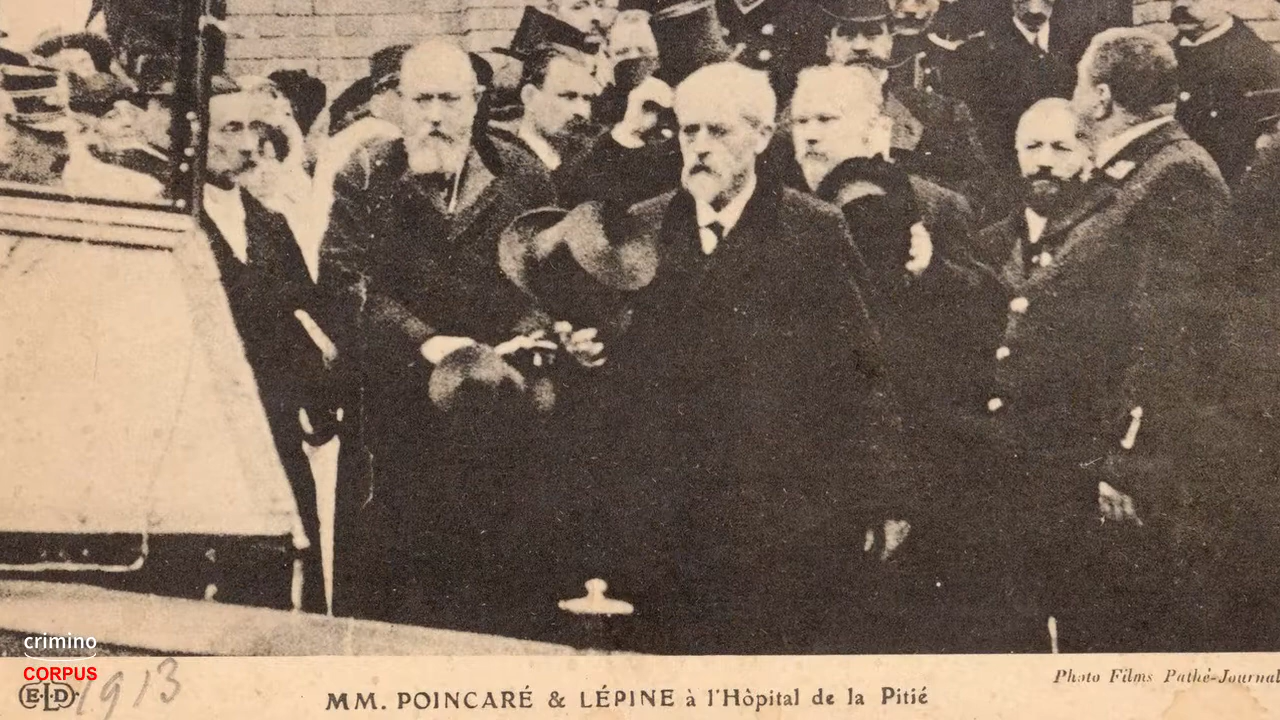 crimino
CORPUS
E·L·D
1913
MM. POINCARÉ & LÉPINE à l'Hôpital de la Pitié
Photo Films Pathé-Journal